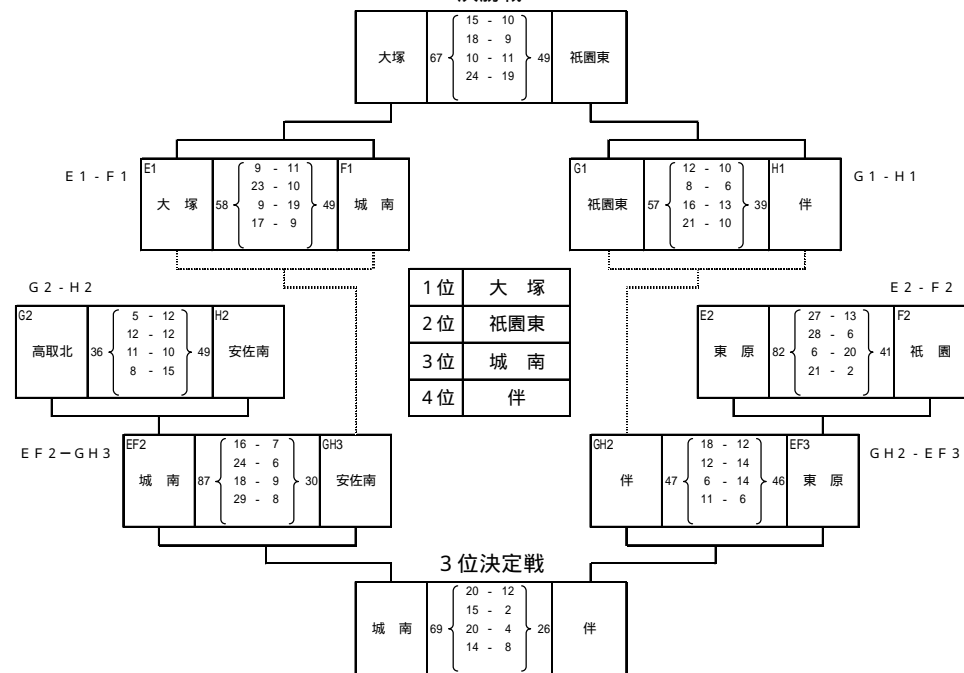 15 - 10
18 - 9
大塚 67 10 - 11 49 祇園東
24 - 19
E1 - F1
E1 9 - 11 F1
23 - 10
大 塚 58 9 - 19 49 城 南
17 - 9
G1 12 - 10 H1
8 - 6
祇園東 57 16 - 13 39 伴
21 - 10
G1 - H1
G2 - H2
G2 5 - 12 H2
12 - 12
高取北 36 11 - 10 49 安佐南
8 - 15
1位 大 塚
2位 祇園東
3位 城 南
4位 伴
E2 - F2
E2 27 - 13 F2
28 - 6
東 原 82 6 - 20 41 祇 園
21 - 2
EF2ーGH3
EF2 16 - 7 GH3
24 - 6
城 南 87 18 - 9 30 安佐南
29 - 8
GH2 18 - 12 EF3
12 - 14
伴 47 6 - 14 46 東 原
11 - 6
GH2 - EF3
3位決定戦
20 - 12
15 - 2
城 南 69 20 - 4 26 伴
14 - 8